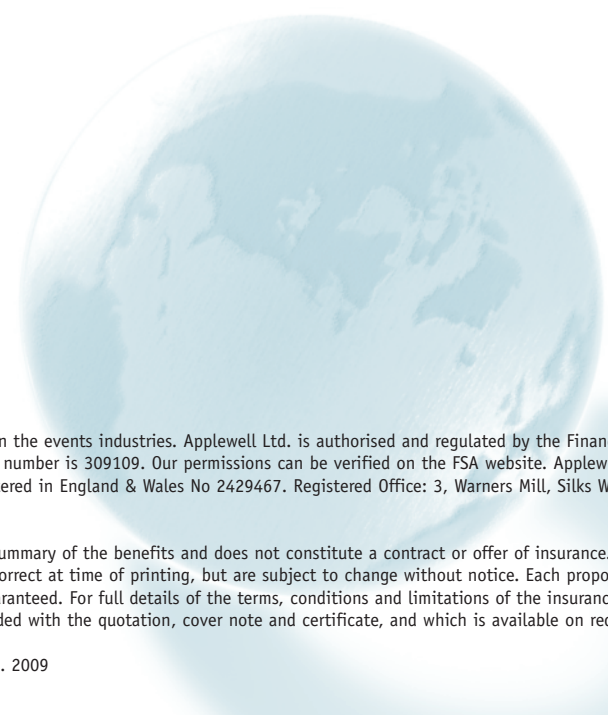 n the events industries. Applewell Ltd. is authorised and regulated by the Finan
number is 309109. Our permissions can be verified on the FSA website. Applew
ered in England & Wales No 2429467. Registered Office: 3, Warners Mill, Silks W
ummary of the benefits and does not constitute a contract or offer of insurance.
orrect at time of printing, but are subject to change without notice. Each propo
ranteed. For full details of the terms, conditions and limitations of the insuranc
ded with the quotation, cover note and certificate, and which is available on req
. 2009